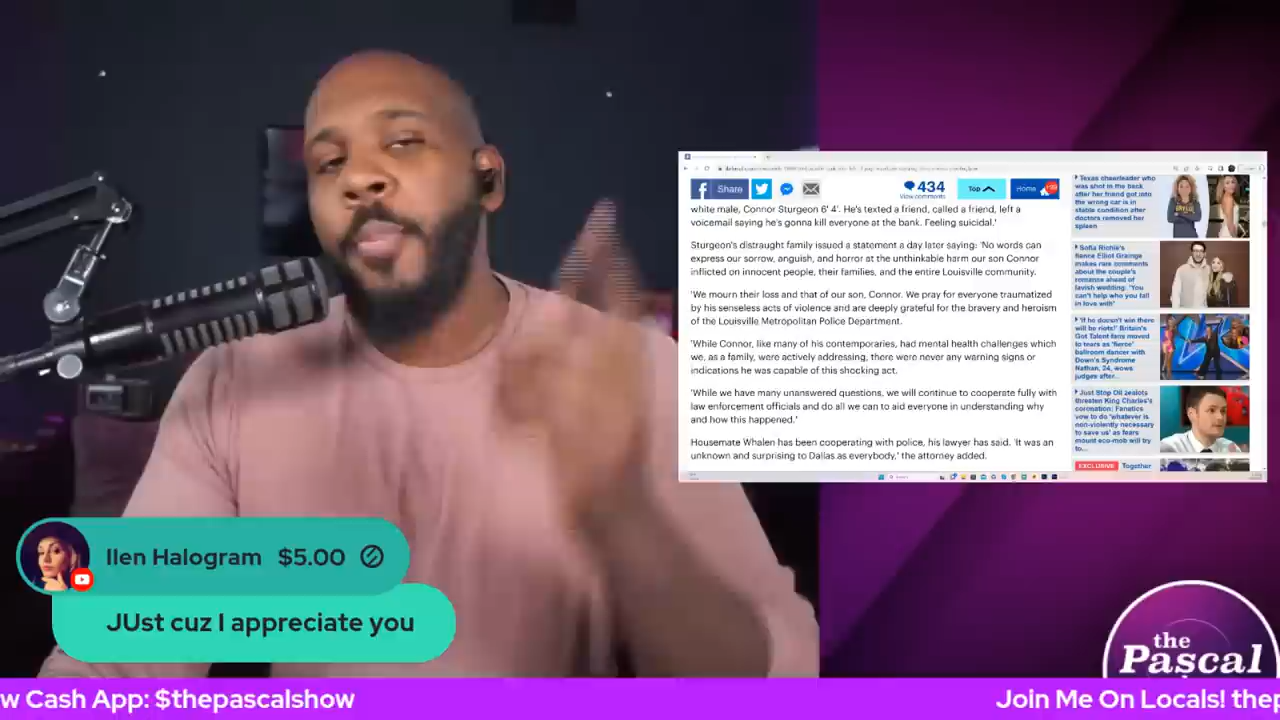 Share
434
View comments
Top
Home
white male, Connor Sturgeon 6' 4'. He's texted a friend, called a friend, left a
voicemail saying he's gonna kill everyone at the bank. Feeling suicidal.'
Sturgeon's distraught family issued a statement a day later saying: 'No words can
express our sorrow, anguish, and horror at the unthinkable harm our son Connor
inflicted on innocent people, their families, and the entire Louisville community.
'We mourn their loss and that of our son, Connor. We pray for everyone traumatized
by his senseless acts of violence and are deeply grateful for the bravery and heroism
of the Louisville Metropolitan Police Department.
'While Connor, like many of his contemporaries, had mental health challenges which
we, as a family, were actively addressing, there were never any warning signs or
indications he was capable of this shocking act.
'While we have many unanswered questions, we will continue to cooperate fully with
law enforcement officials and do all we can to aid everyone in understanding why
and how this happened.'
Housemate Whalen has been cooperating with police, his lawyer has said. 'It was an
unknown and surprising to Dallas as everybody,' the attorney added.
Texas cheerleader who
was shot in the back
after her friend got into
the wrong car is in
stable condition after
doctors removed her
spleen
Sofia Richie's
fiance Elliot Grainge
makes rare comments
about the couple's
romance ahead of
lavish wedding: 'You
can't help who you fall
in love with'
'If he doesn't win there
will be riots!' Britain's
Got Talent fans moved
to tears as 'fierce'
ballroom dancer with
Down's Syndrome
Nathan, 24, wows
judges after...
Just Stop Oil zealots
threaten King Charles's
coronation: Fanatics
vow to do 'whatever is
non-violently necessary
to save us' as fears
mount eco-mob will try
to...
EXCLUSIVE Together
Ilen Halogram $5.00
JUst cuz I appreciate you
the
Pascal
w Cash App: $thepascalshow
Join Me On Locals! thep